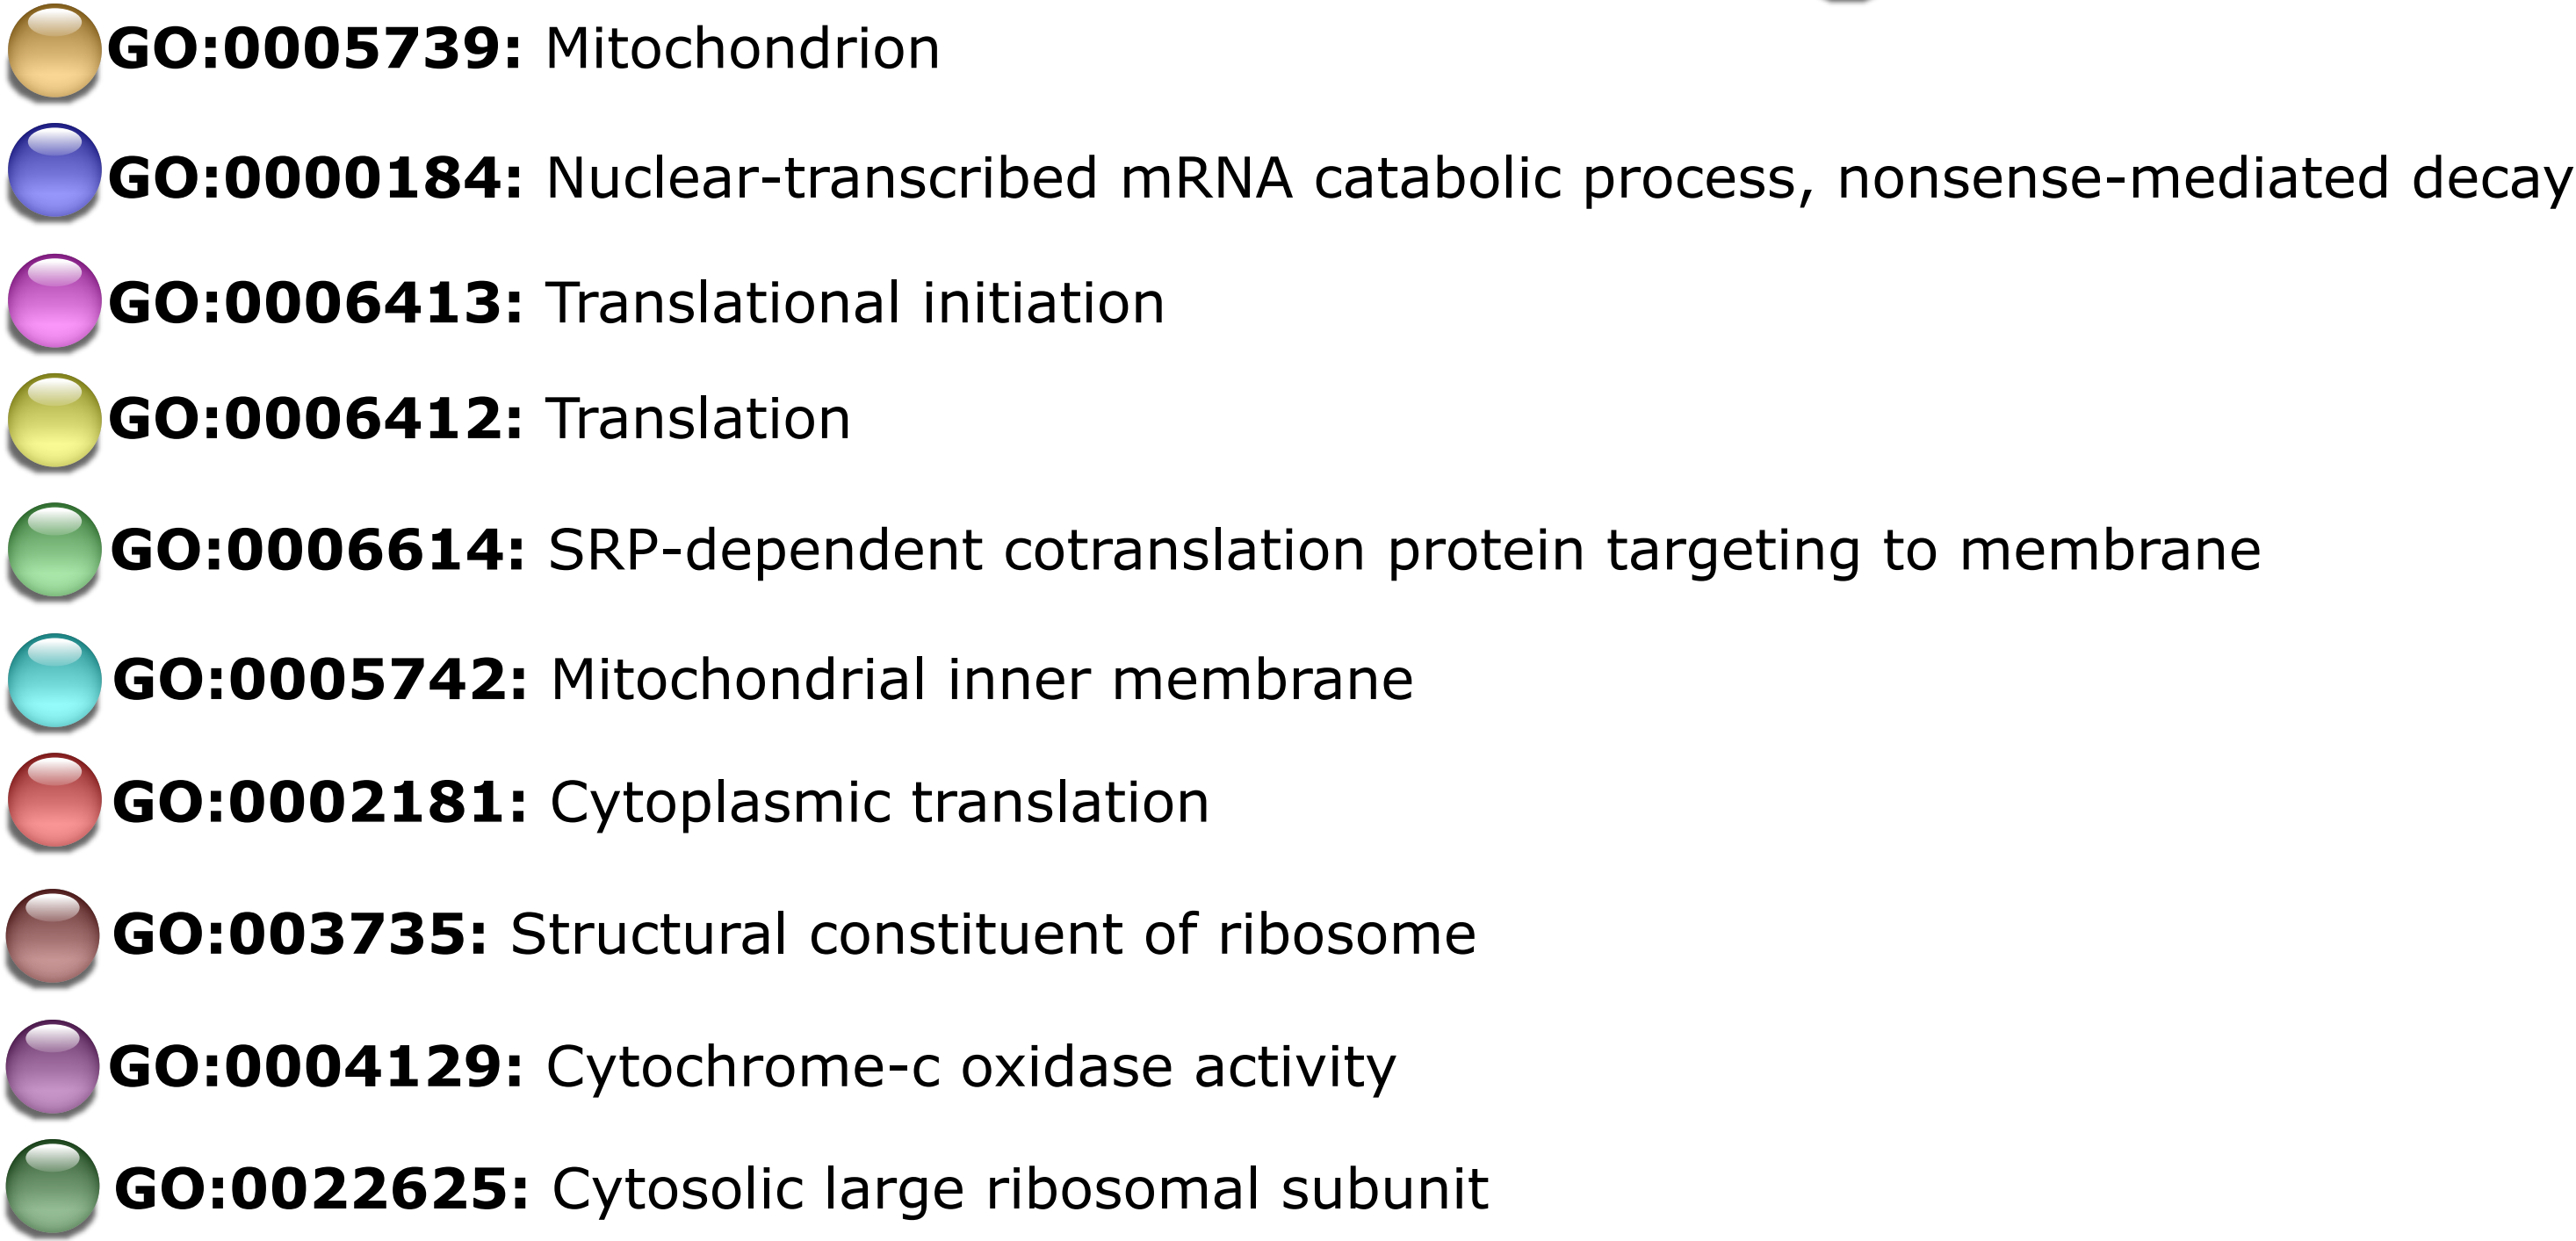 GO:0005739: Mitochondrion
GO:0000184: Nuclear-transcribed mRNA catabolic process, nonsense-mediated decay
GO:0006413: Translational initiation
GO:0006412: Translation
GO:0006614: SRP-dependent cotranslation protein targeting to membrane
GO:0005742: Mitochondrial inner membrane
GO:0002181: Cytoplasmic translation
GO:003735: Structural constituent of ribosome
GO:0004129: Cytochrome-c oxidase activity
GO:0022625: Cytosolic large ribosomal subunit